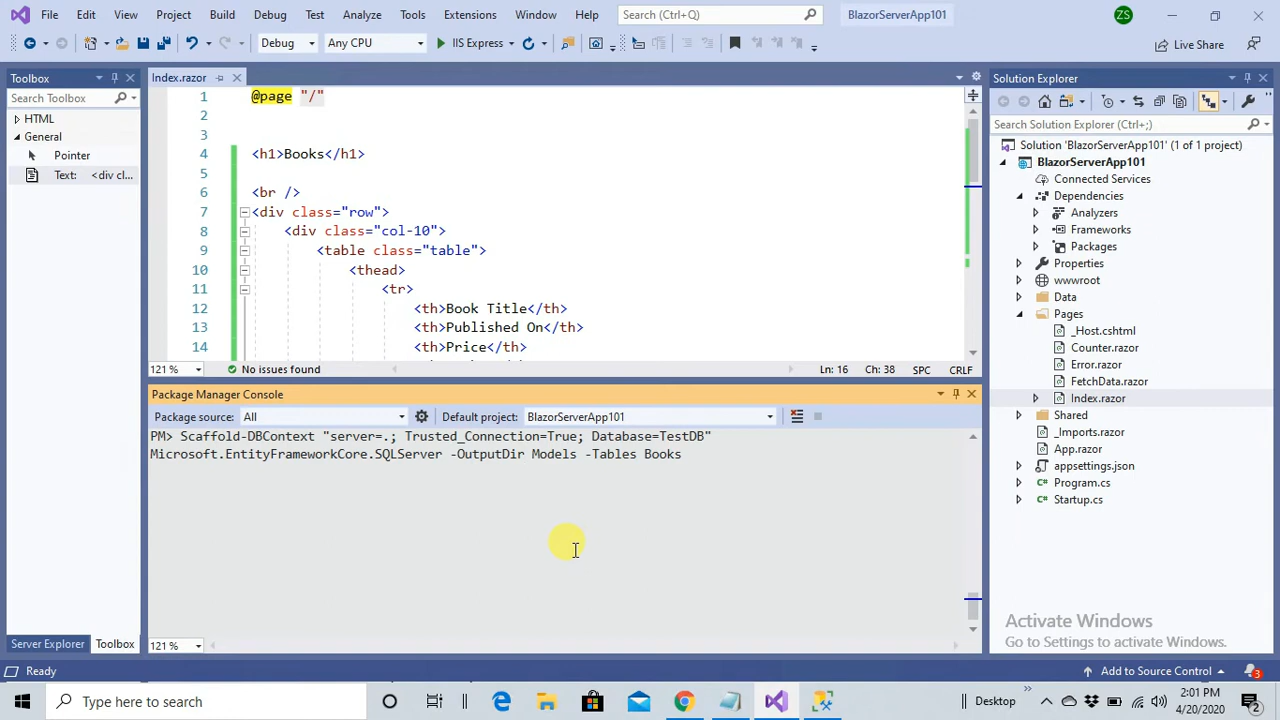 File Edit View Project Build Debug Test Analyze Tools Extensions Window Help Search (Ctrl+Q) BlazorServerApp101 ZS
Debug Any CPU IIS Express Live Share
Toolbox
Search Toolbox
HTML
General
Pointer
Text: <div cl...
Server Explorer Toolbox
Index.razor
1 @page "/"
2
3
4 <h1>Books</h1>
5
6 <br />
7 <div class="row">
8 <div class="col-10">
9 <table class="table">
10 <thead>
11 <tr>
12 <th>Book Title</th>
13 <th>Published On</th>
14 <th>Price</th>
121 % No issues found Ln: 16 Ch: 38 SPC CRLF
Package Manager Console
Package source: All Default project: BlazorServerApp101
PM> Scaffold-DBContext "server=.; Trusted_Connection=True; Database=TestDB"
Microsoft.EntityFrameworkCore.SQLServer -OutputDir Models -Tables Books
121 %
Solution Explorer
Search Solution Explorer (Ctrl+;)
Solution 'BlazorServerApp101' (1 of 1 project)
BlazorServerApp101
Connected Services
Dependencies
Analyzers
Frameworks
Packages
Properties
wwwroot
Data
Pages
_Host.cshtml
Counter.razor
Error.razor
FetchData.razor
Index.razor
Shared
_Imports.razor
App.razor
appsettings.json
Program.cs
Startup.cs
Activate Windows
Go to Settings to activate Windows.
Ready Add to Source Control 3
Type here to search Desktop 2:01 PM
4/20/2020 2